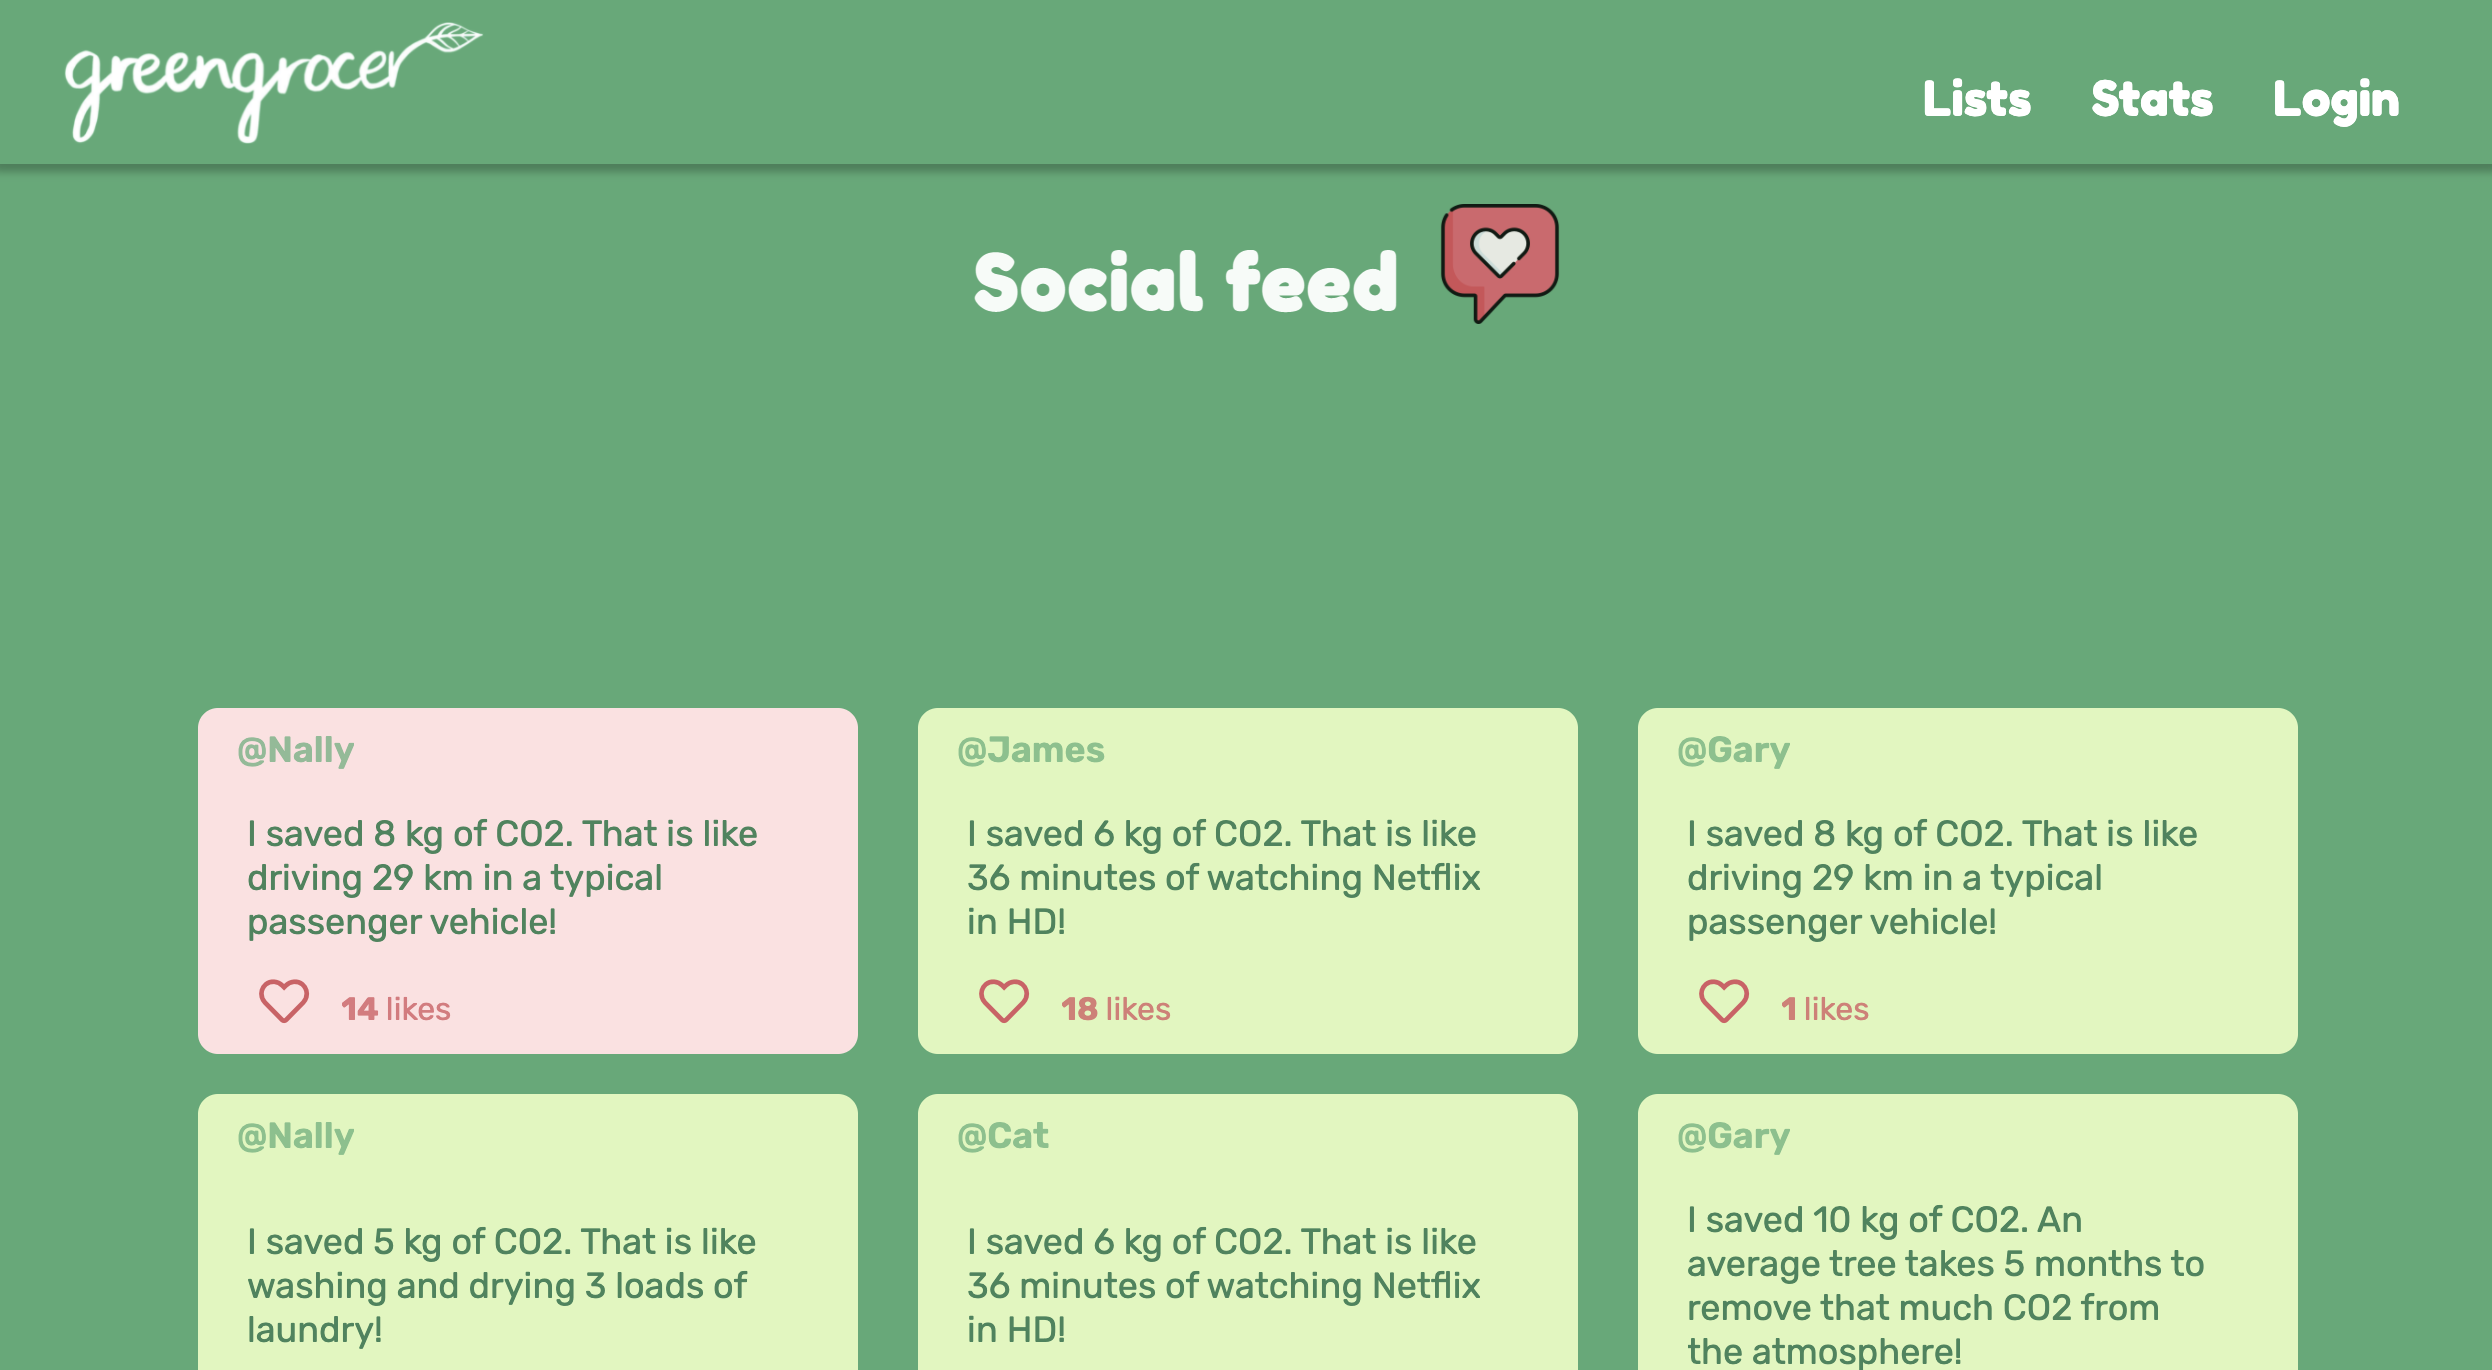 greengrocer
Lists Stats Login
Social feed
@Nally
I saved 8 kg of CO2. That is like
driving 29 km in a typical
passenger vehicle!
14 likes
@James
I saved 6 kg of CO2. That is like
36 minutes of watching Netflix
in HD!
18 likes
@Gary
I saved 8 kg of CO2. That is like
driving 29 km in a typical
passenger vehicle!
1 likes
@Nally
I saved 5 kg of CO2. That is like
washing and drying 3 loads of
laundry!
@Cat
I saved 6 kg of CO2. That is like
36 minutes of watching Netflix
in HD!
@Gary
I saved 10 kg of CO2. An
average tree takes 5 months to
remove that much CO2 from
the atmosphere!